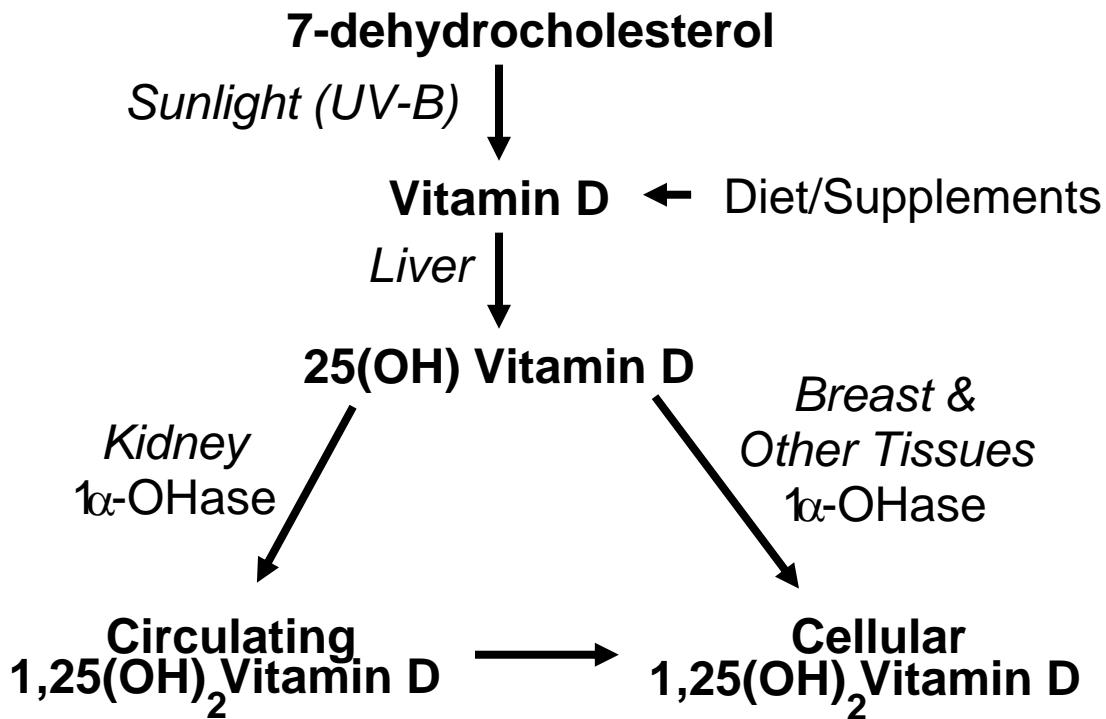 7-dehydrocholesterol
Sunlight (UV-B)
Vitamin D
Diet/Supplements
Liver
25(OH) Vitamin D
Kidney
1α-OHase
Breast &
Other Tissues
1α-OHase
Circulating
1,25(OH)₂Vitamin D
Cellular
1,25(OH)₂Vitamin D